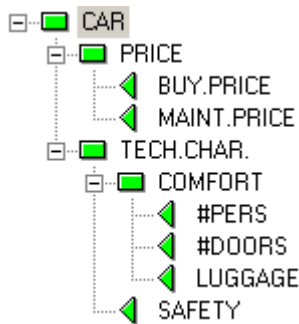 CAR
PRICE
BUY.PRICE
MAINT.PRICE
TECH.CHAR.
COMFORT
#PERS
#DOORS
LUGGAGE
SAFETY